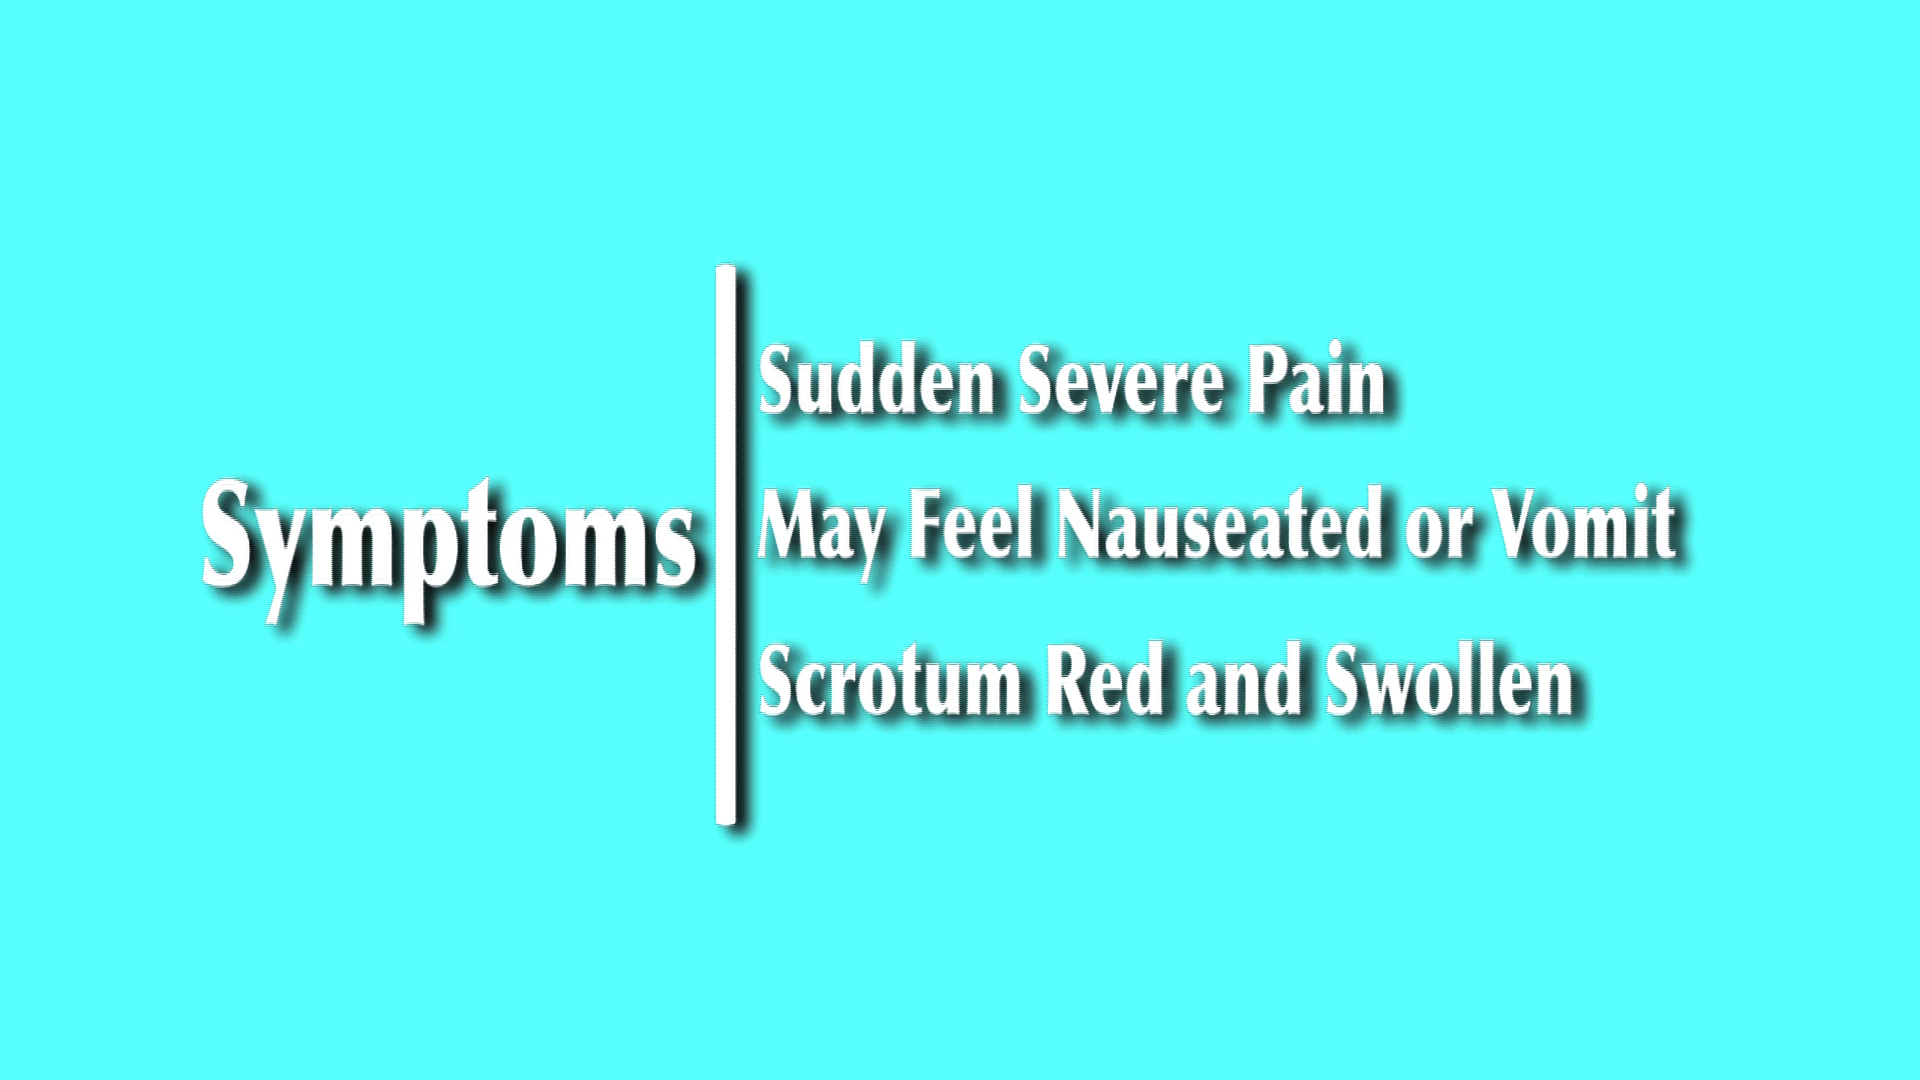 Symptoms
Sudden Severe Pain
May Feel Nauseated or Vomit
Scrotum Red and Swollen